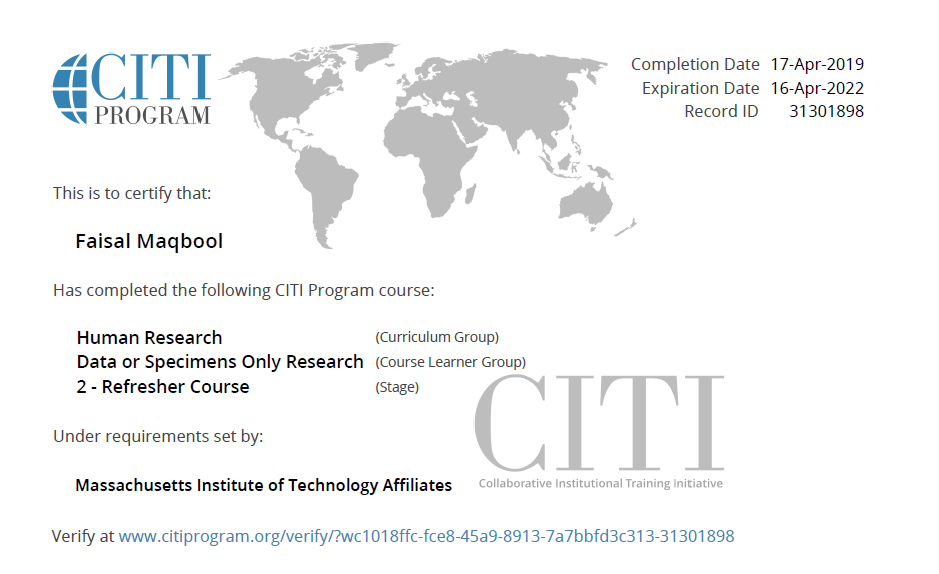 CITI
PROGRAM
Completion Date 17-Apr-2019
Expiration Date 16-Apr-2022
Record ID 31301898
This is to certify that:
Faisal Maqbool
Has completed the following CITI Program course:
Human Research (Curriculum Group)
Data or Specimens Only Research (Course Learner Group)
2 - Refresher Course (Stage)
Under requirements set by:
Massachusetts Institute of Technology Affiliates
CITI
Collaborative Institutional Training Initiative
Verify at www.citiprogram.org/verify/?wc1018ffc-fce8-45a9-8913-7a7bbfd3c313-31301898